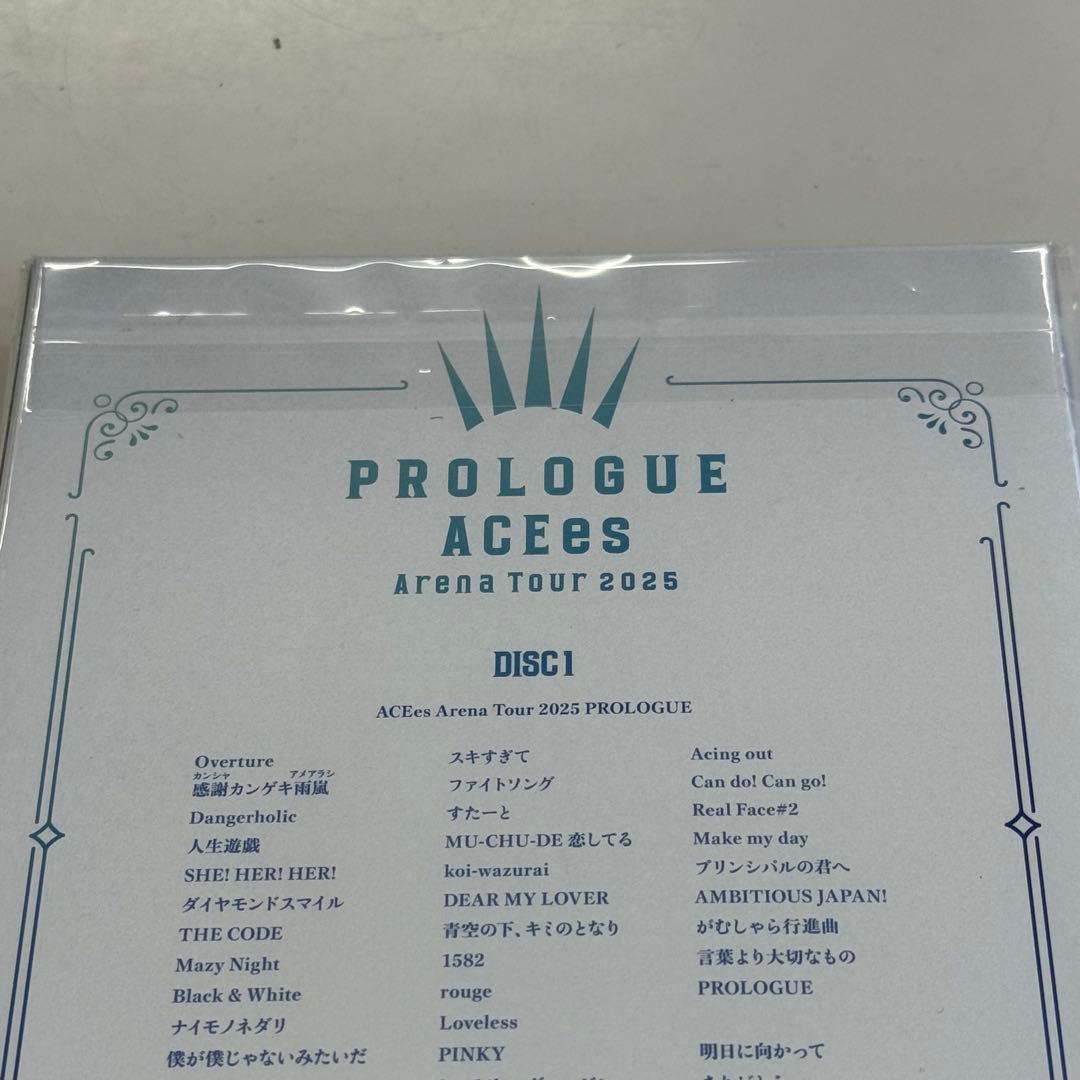 PROLOGUE
ACEes
Arena Tour 2025
DISC1
ACEes Arena Tour 2025 PROLOGUE
Overture
カンシャ アメアラシ
感謝カンゲキ雨嵐
Dangerholic
人生遊戯
SHE! HER! HER!
ダイヤモンドスマイル
THE CODE
Mazy Night
Black & White
ナイモノネダリ
僕が僕じゃないみたいだ
スキすぎて
ファイトソング
すたーと
MU-CHU-DE 恋してる
koi-wazurai
DEAR MY LOVER
青空の下、キミのとなり
1582
rouge
Loveless
PINKY
Acing out
Can do! Can go!
Real Face#2
Make my day
プリンシパルの君へ
AMBITIOUS JAPAN!
がむしゃら行進曲
言葉より大切なもの
PROLOGUE
明日に向かって